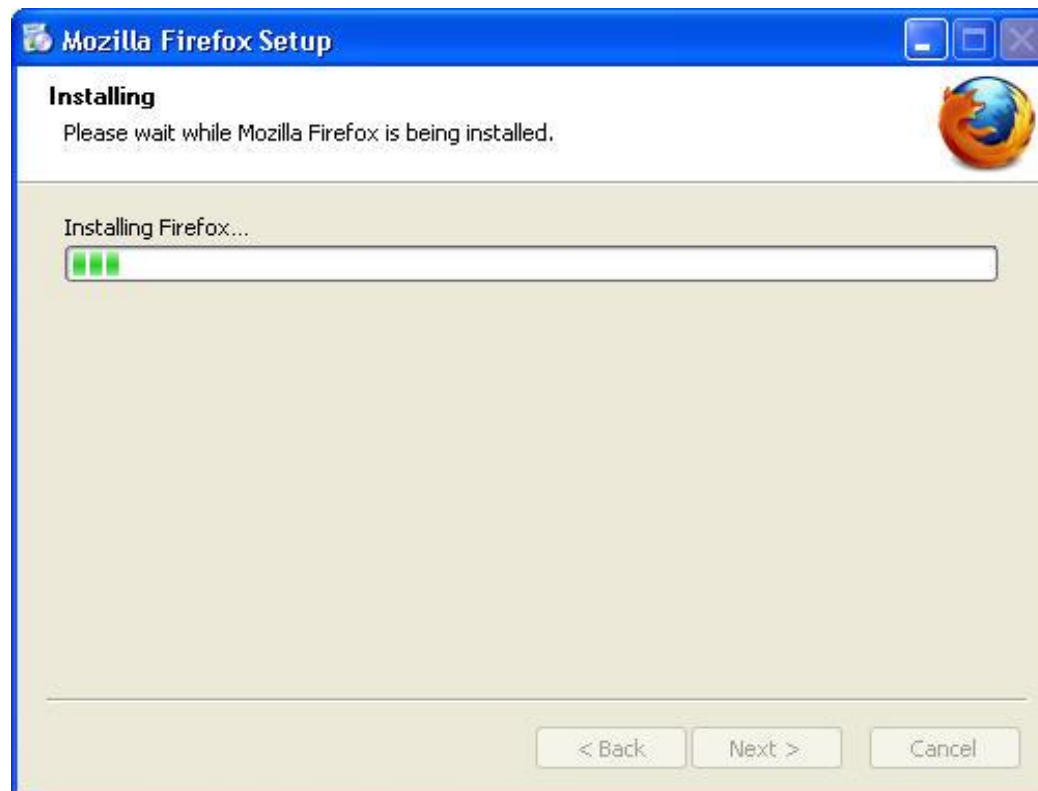 Mozilla Firefox Setup
Installing
Please wait while Mozilla Firefox is being installed.
Installing Firefox...
< Back Next > Cancel